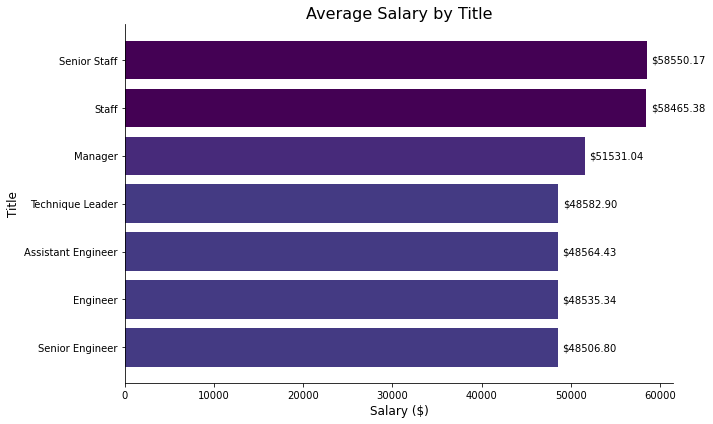 Average Salary by Title
Title
Senior Staff $58550.17
Staff $58465.38
Manager $51531.04
Technique Leader $48582.90
Assistant Engineer $48564.43
Engineer $48535.34
Senior Engineer $48506.80
0 10000 20000 30000 40000 50000 60000
Salary ($)